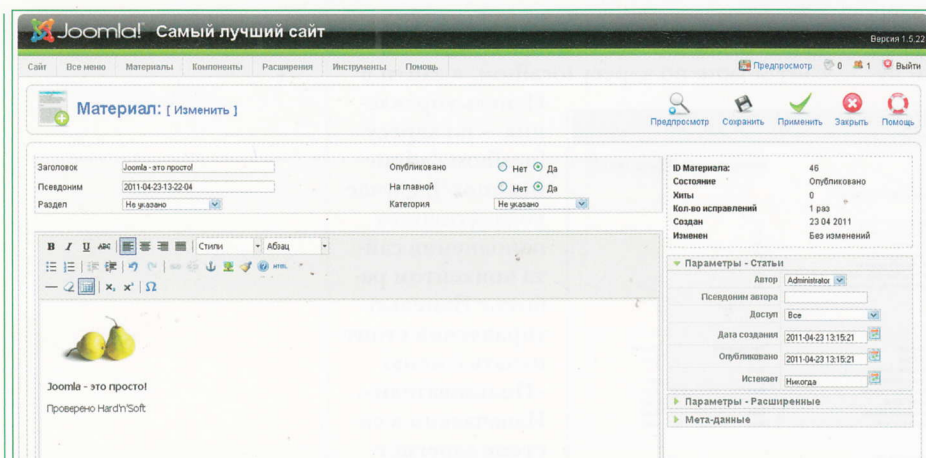 Joomla! Самый лучший сайт
Версия 1.5.22
Сайт Все меню Материалы Компоненты Расширения Инструменты Помощь
Предпросмотр 0 1 Выйти
Материал: [ Изменить ]
Предпросмотр Сохранить Применить Закрыть Помощь
Заголовок Joomla - это просто! Опубликовано Нет Да
Псевдоним 2011-04-23-13-22-04 На главной Нет Да
Раздел Не указано Категория Не указано
B I U ABC Стили Абзац
HTML
x, x' Ω
Joomla - это просто!
Проверено Hard'n'Soft
ID Материала: 46
Состояние Опубликовано
Хиты 0
Кол-во исправлений 1 раз
Создан 23 04 2011
Изменен Без изменений
Параметры - Статьи
Автор Administrator
Псевдоним автора
Доступ Все
Дата создания 2011-04-23 13:15:21
Опубликовано 2011-04-23 13:15:21
Истекает Никогда
Параметры - Расширенные
Мета-данные